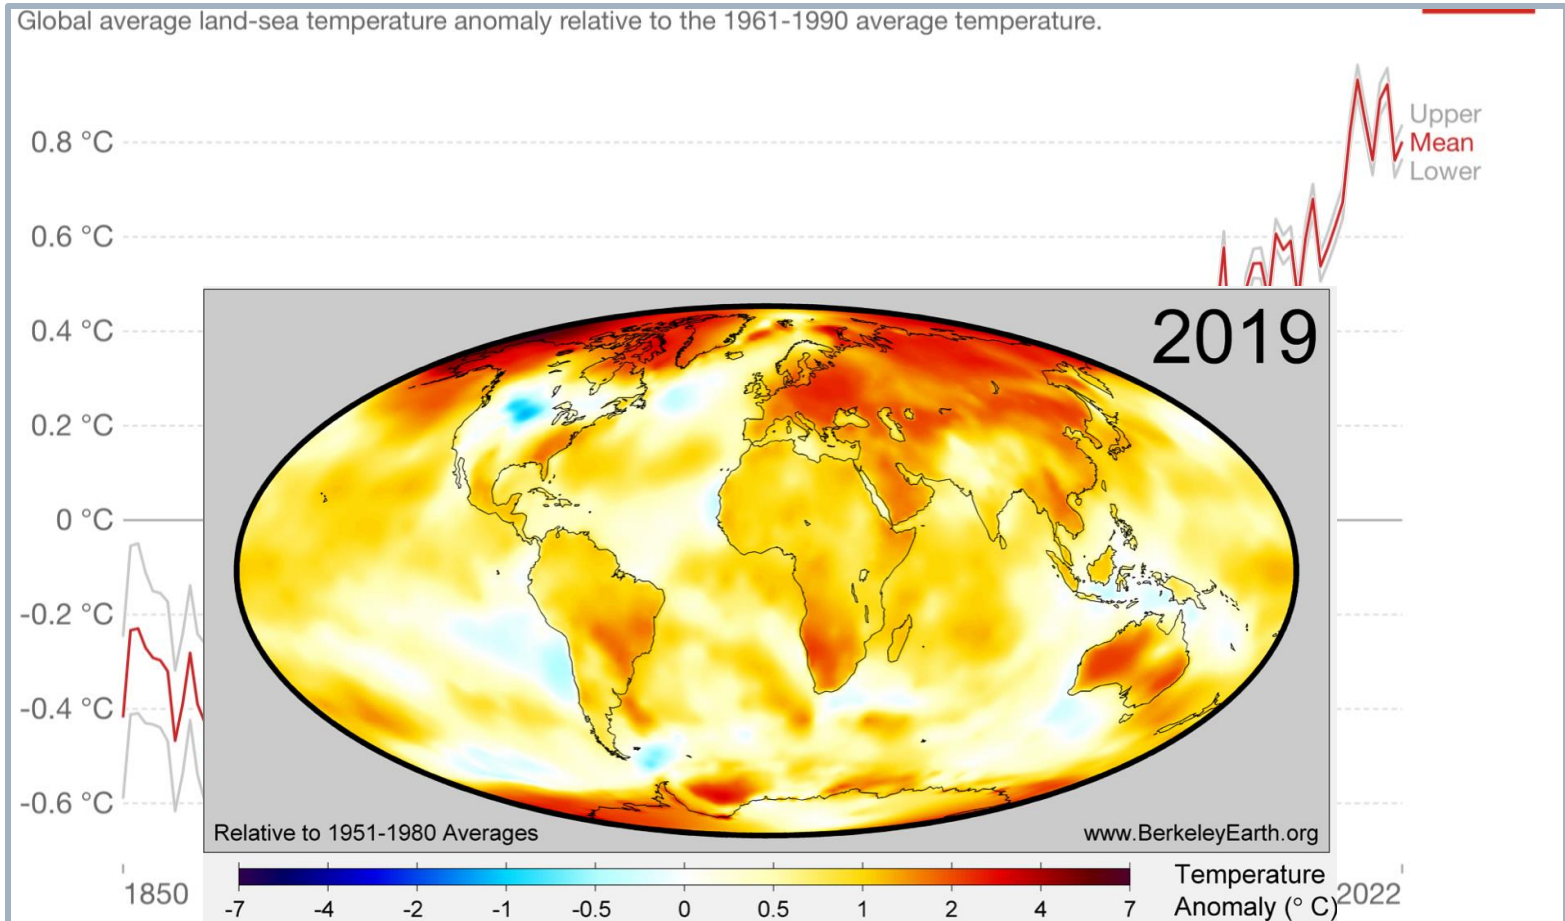 Global average land-sea temperature anomaly relative to the 1961-1990 average temperature.
0.8 °C
0.6 °C
0.4 °C
0.2 °C
0 °C
-0.2 °C
-0.4 °C
-0.6 °C
Upper
Mean
Lower
2019
Relative to 1951-1980 Averages
www.BerkeleyEarth.org
1850
2022
-7 -4 -2 -1 -0.5 0 0.5 1 2 4 7
Temperature
Anomaly (° C)